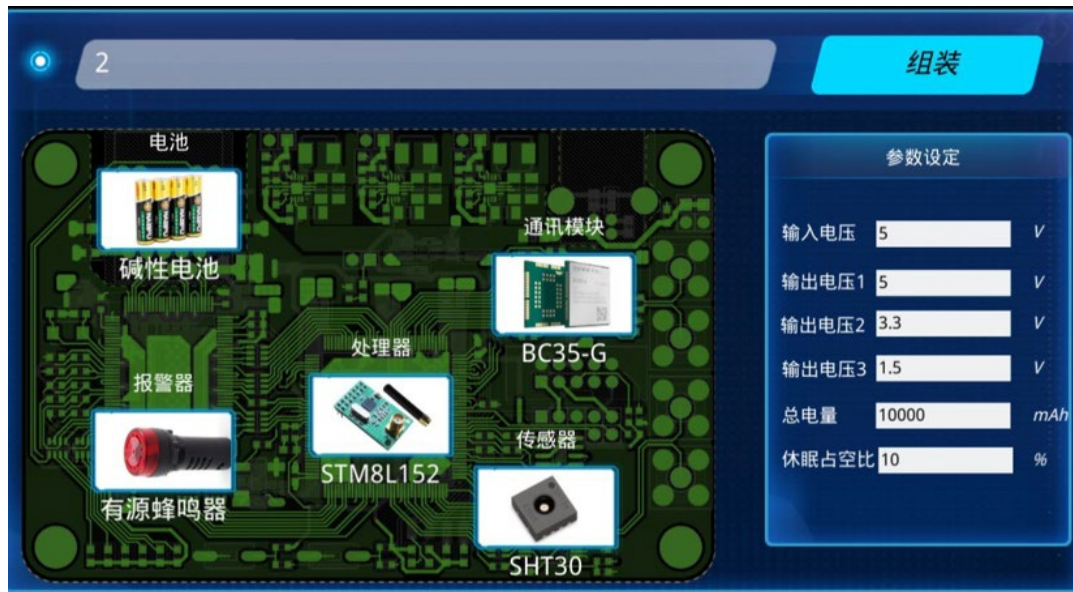 2
组装
电池
碱性电池
通讯模块
BC35-G
处理器
STM8L152
报警器
有源蜂鸣器
传感器
SHT30
参数设定
输入电压 5 V
输出电压1 5 V
输出电压2 3.3 V
输出电压3 1.5 V
总电量 10000 mAh
休眠占空比 10 %